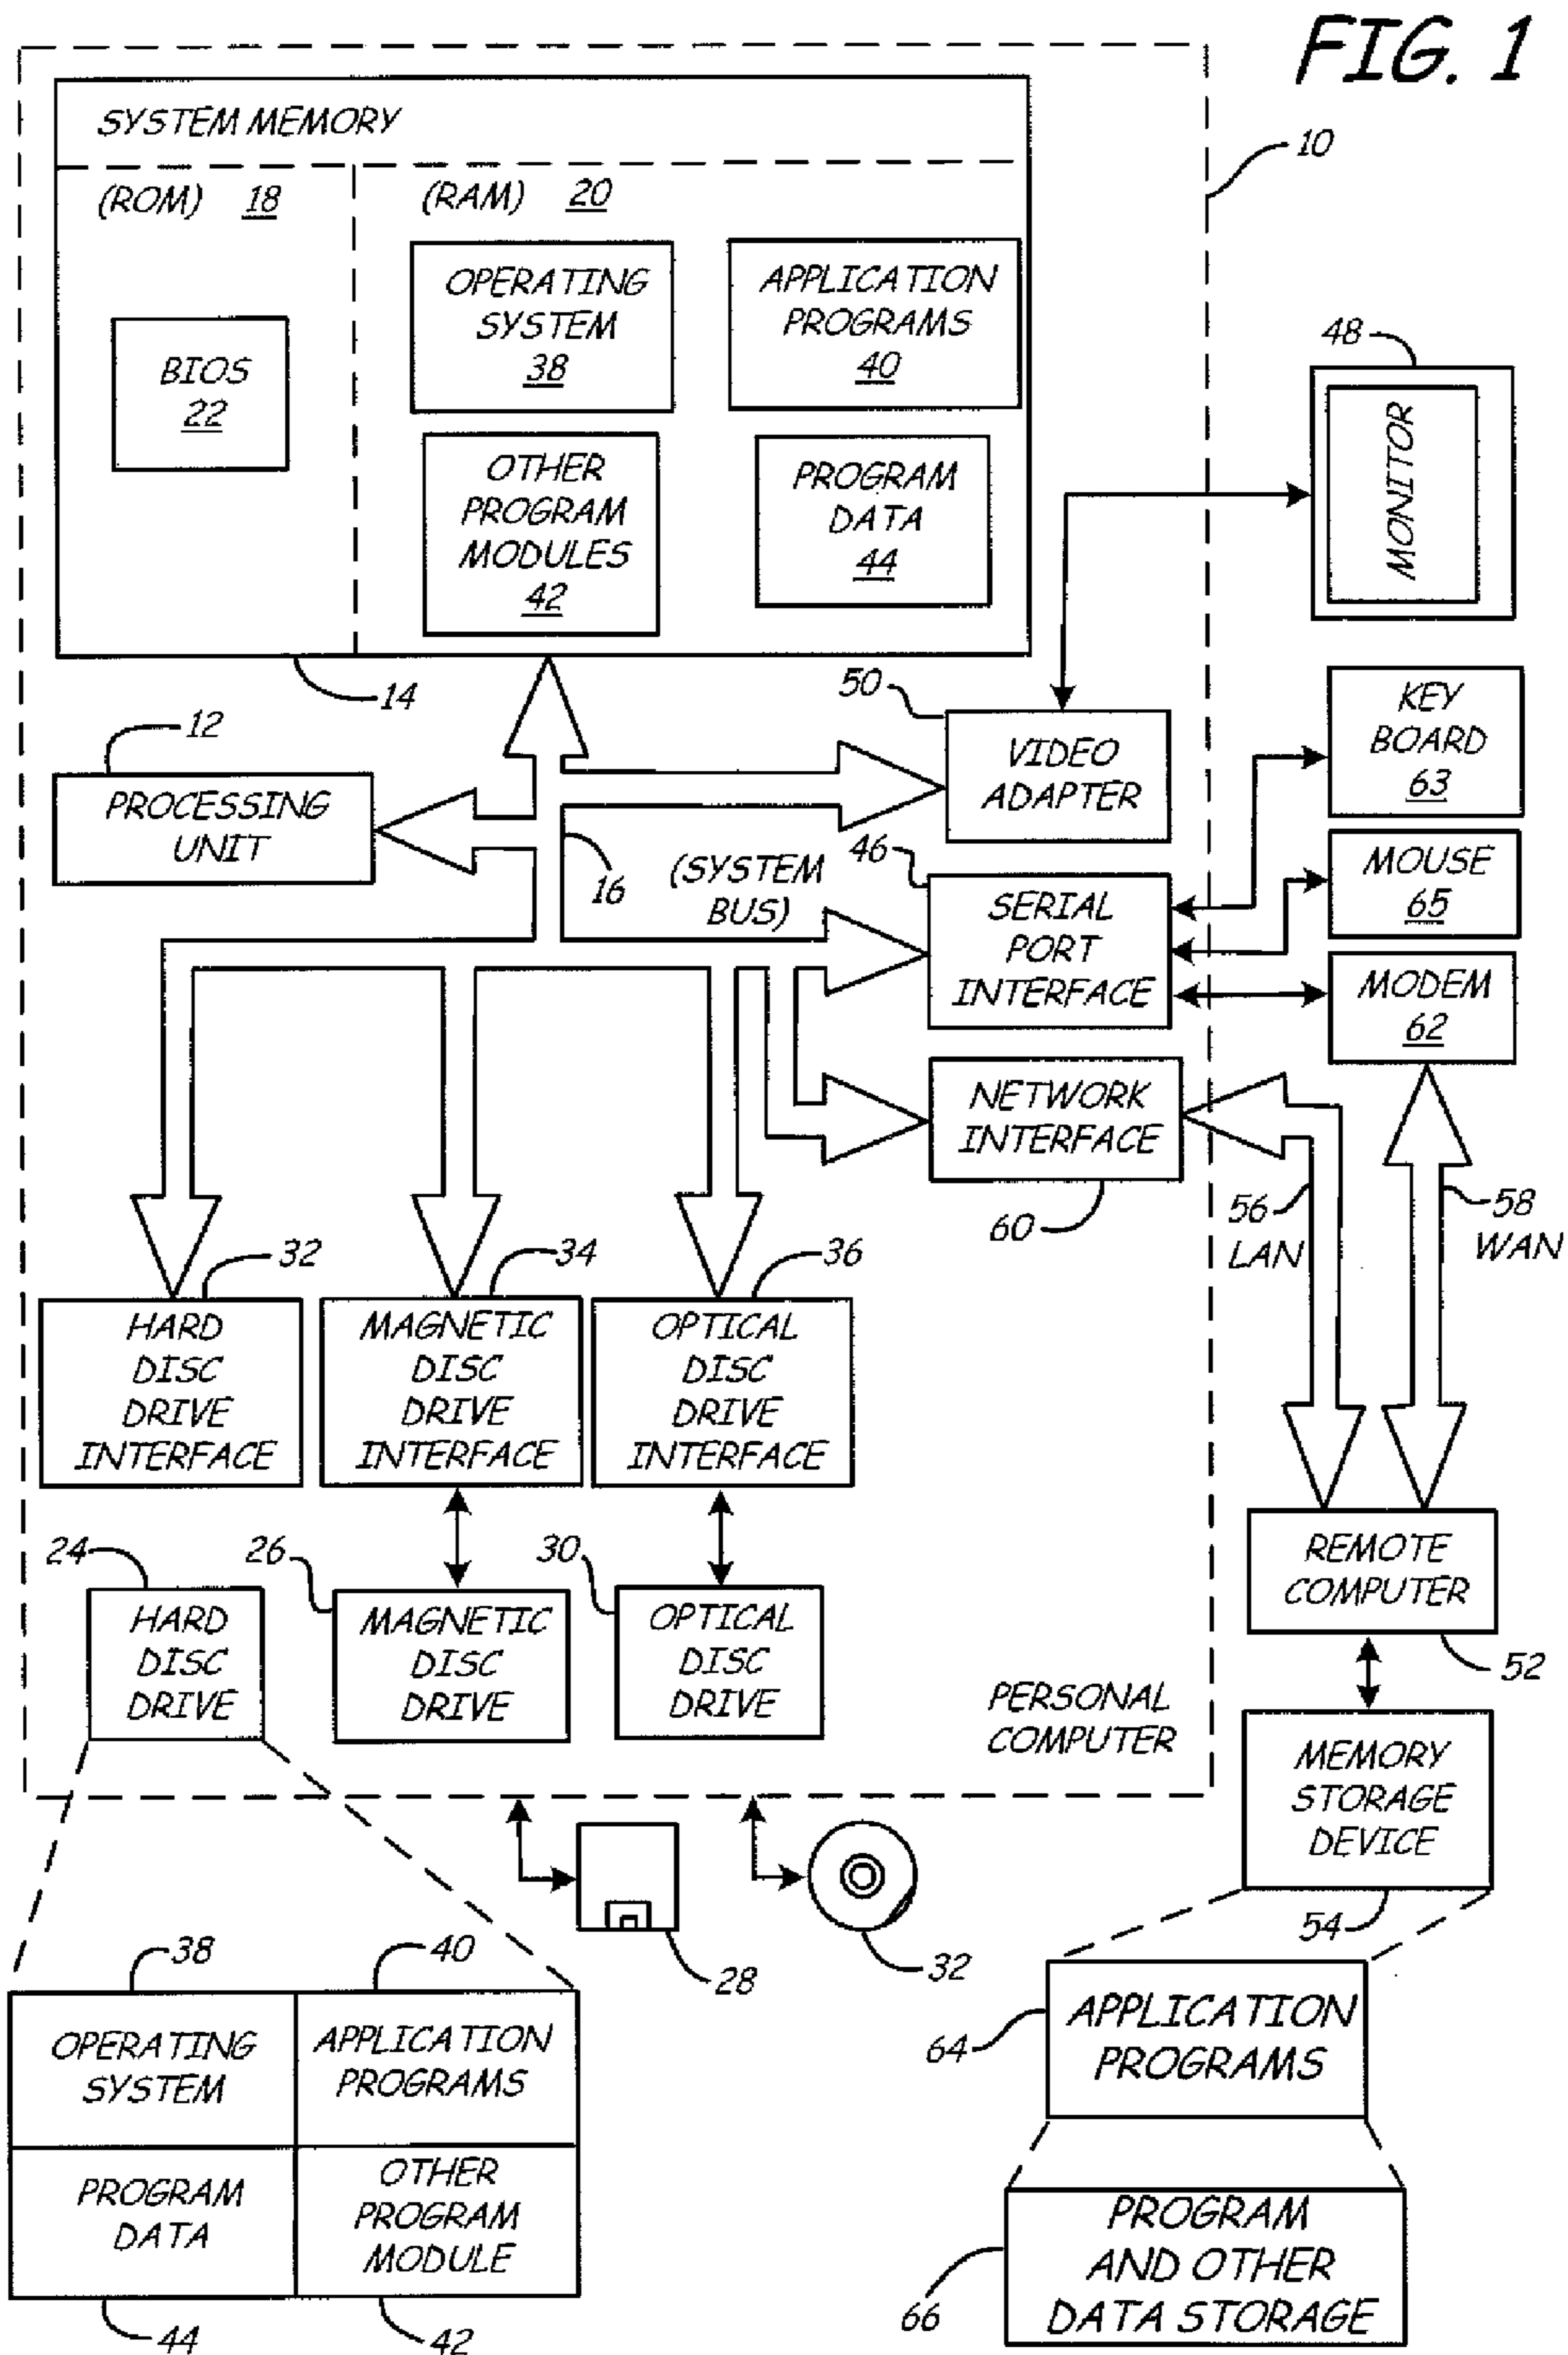 FIG. 1
10
SYSTEM MEMORY
(ROM) 18
(RAM) 20
BIOS
22
OPERATING
SYSTEM
38
APPLICATION
PROGRAMS
40
OTHER
PROGRAM
MODULES
42
PROGRAM
DATA
44
14
48
MONITOR
12
PROCESSING
UNIT
50
VIDEO
ADAPTER
16
(SYSTEM
BUS)
46
SERIAL
PORT
INTERFACE
KEY
BOARD
63
MOUSE
65
MODEM
62
NETWORK
INTERFACE
60
56
LAN
58
WAN
32
HARD
DISC
DRIVE
INTERFACE
34
MAGNETIC
DISC
DRIVE
INTERFACE
36
OPTICAL
DISC
DRIVE
INTERFACE
24
HARD
DISC
DRIVE
26
MAGNETIC
DISC
DRIVE
30
OPTICAL
DISC
DRIVE
PERSONAL
COMPUTER
REMOTE
COMPUTER
52
MEMORY
STORAGE
DEVICE
54
28
32
38
OPERATING
SYSTEM
40
APPLICATION
PROGRAMS
PROGRAM
DATA
44
OTHER
PROGRAM
MODULE
42
64
APPLICATION
PROGRAMS
66
PROGRAM
AND OTHER
DATA STORAGE